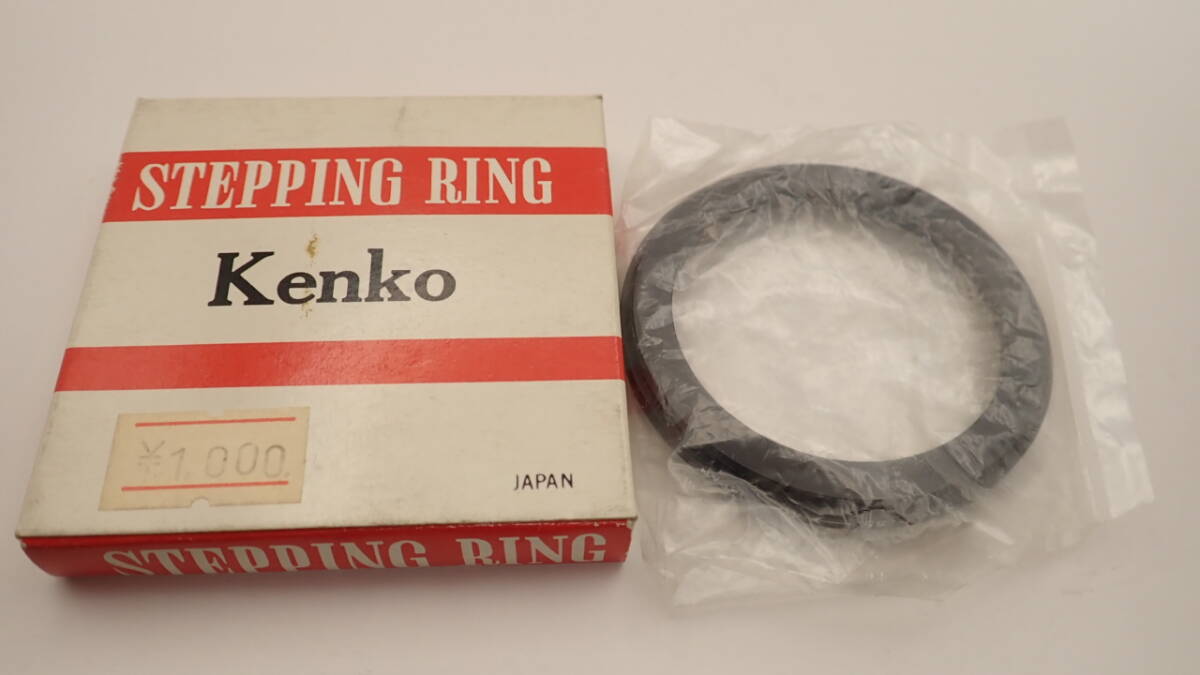 STEPPING RING
Kenko
¥1,000
JAPAN
STEPPING RING